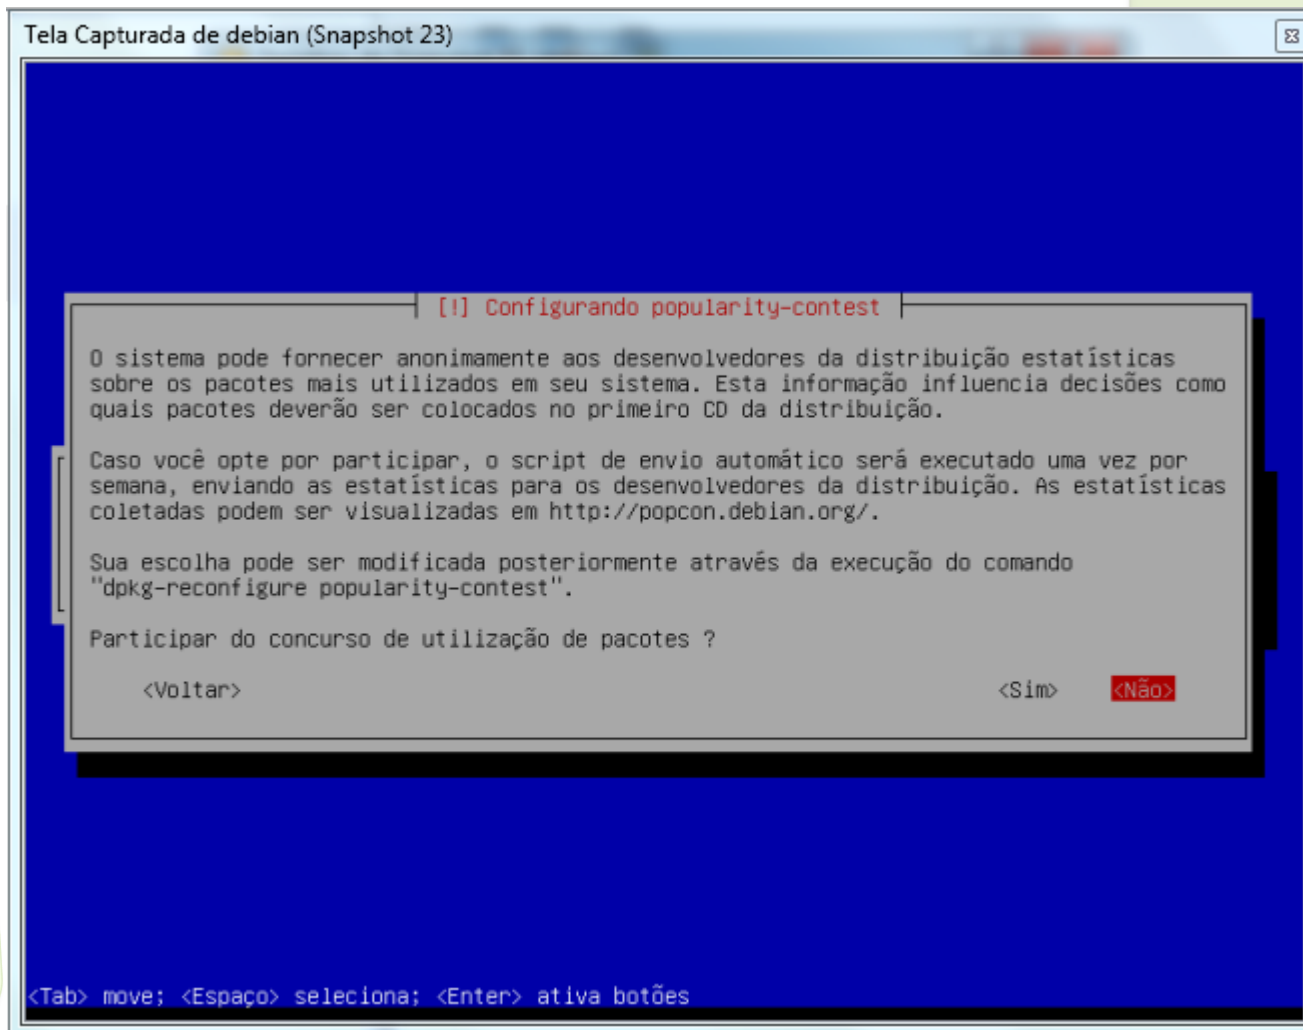 Tela Capturada de debian (Snapshot 23)
[!] Configurando popularity-contest
O sistema pode fornecer anonimamente aos desenvolvedores da distribuição estatísticas
sobre os pacotes mais utilizados em seu sistema. Esta informação influencia decisões como
quais pacotes deverão ser colocados no primeiro CD da distribuição.
Caso você opte por participar, o script de envio automático será executado uma vez por
semana, enviando as estatísticas para os desenvolvedores da distribuição. As estatísticas
coletadas podem ser visualizadas em http://popcon.debian.org/.
Sua escolha pode ser modificada posteriormente através da execução do comando
"dpkg-reconfigure popularity-contest".
Participar do concurso de utilização de pacotes ?
<Voltar> <Sim> <Não>
<Tab> move; <Espaço> seleciona; <Enter> ativa botões